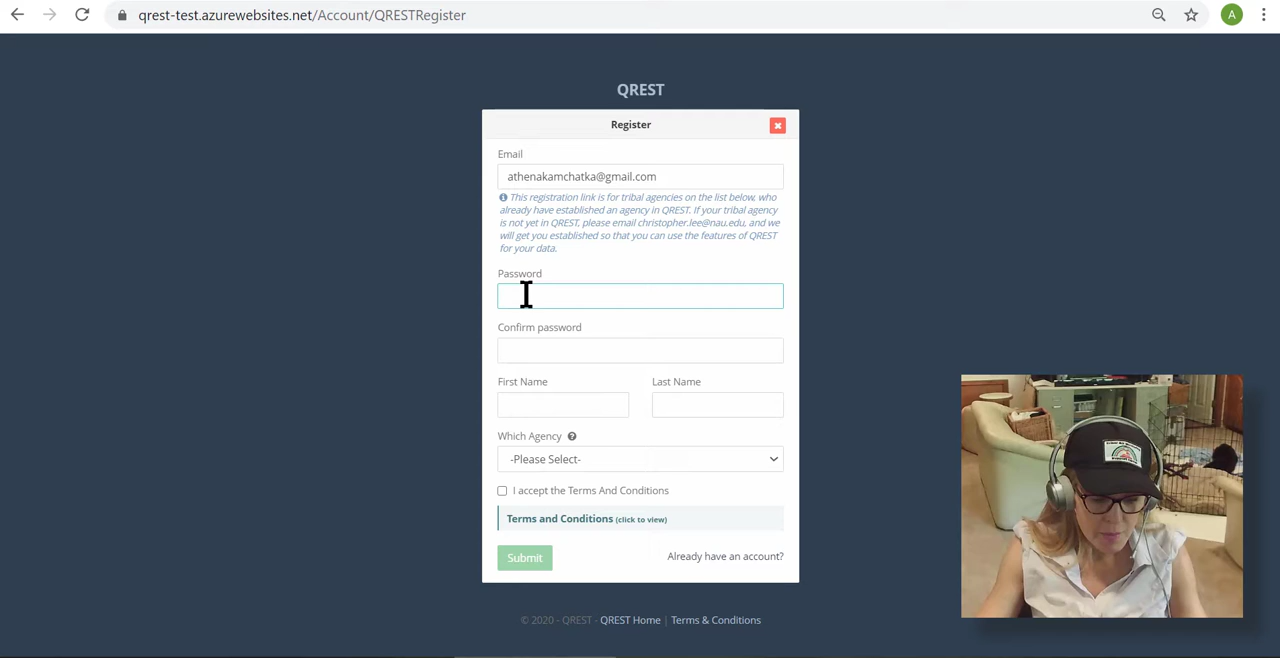 qrest-test.azurewebsites.net/Account/QRESTRegister
A
QREST
Register
Email
athenakamchatka@gmail.com
This registration link is for tribal agencies on the list below, who
already have established an agency in QREST. If your tribal agency
is not yet in QREST, please email christopher.lee@nau.edu, and we
will get you established so that you can use the features of QREST
for your data.
Password
Confirm password
First Name Last Name
Which Agency
-Please Select-
I accept the Terms And Conditions
Terms and Conditions (click to view)
Submit Already have an account?
© 2020 - QREST - QREST Home | Terms & Conditions